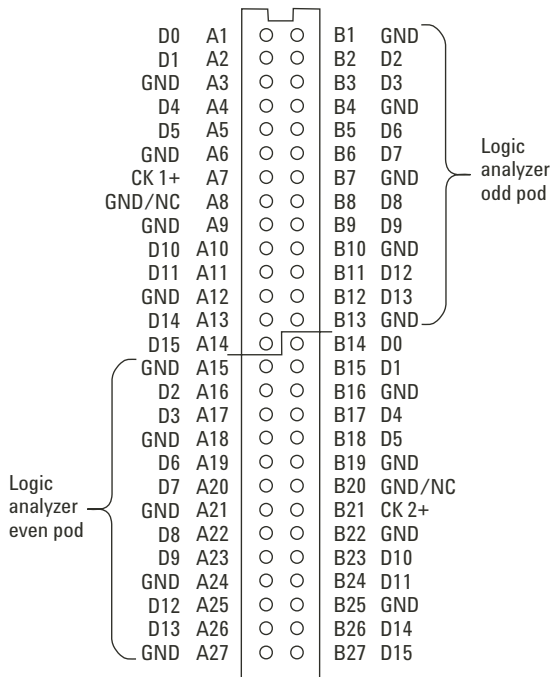 D0 A1 B1 GND
D1 A2 B2 D2
GND A3 B3 D3
D4 A4 B4 GND
D5 A5 B5 D6
GND A6 B6 D7
CK 1+ A7 B7 GND
GND/NC A8 B8 D8
GND A9 B9 D9
D10 A10 B10 GND
D11 A11 B11 D12
GND A12 B12 D13
D14 A13 B13 GND
D15 A14 B14 D0
GND A15 B15 D1
D2 A16 B16 GND
D3 A17 B17 D4
GND A18 B18 D5
D6 A19 B19 GND
D7 A20 B20 GND/NC
GND A21 B21 CK 2+
D8 A22 B22 GND
D9 A23 B23 D10
GND A24 B24 D11
D12 A25 B25 GND
D13 A26 B26 D14
GND A27 B27 D15
Logic
analyzer
odd pod
Logic
analyzer
even pod